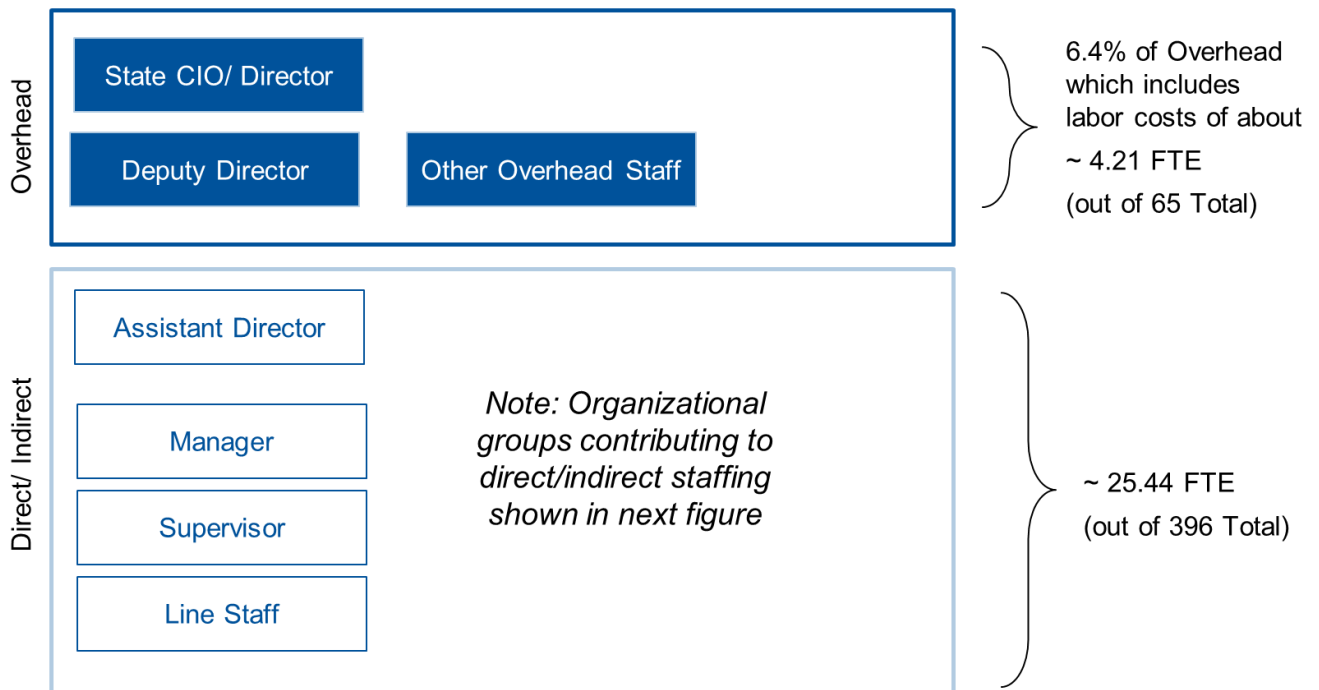 Overhead
State CIO/ Director
Deputy Director
Other Overhead Staff
6.4% of Overhead
which includes
labor costs of about
~ 4.21 FTE
(out of 65 Total)
Direct/ Indirect
Assistant Director
Manager
Supervisor
Line Staff
Note: Organizational
groups contributing to
direct/indirect staffing
shown in next figure
~ 25.44 FTE
(out of 396 Total)